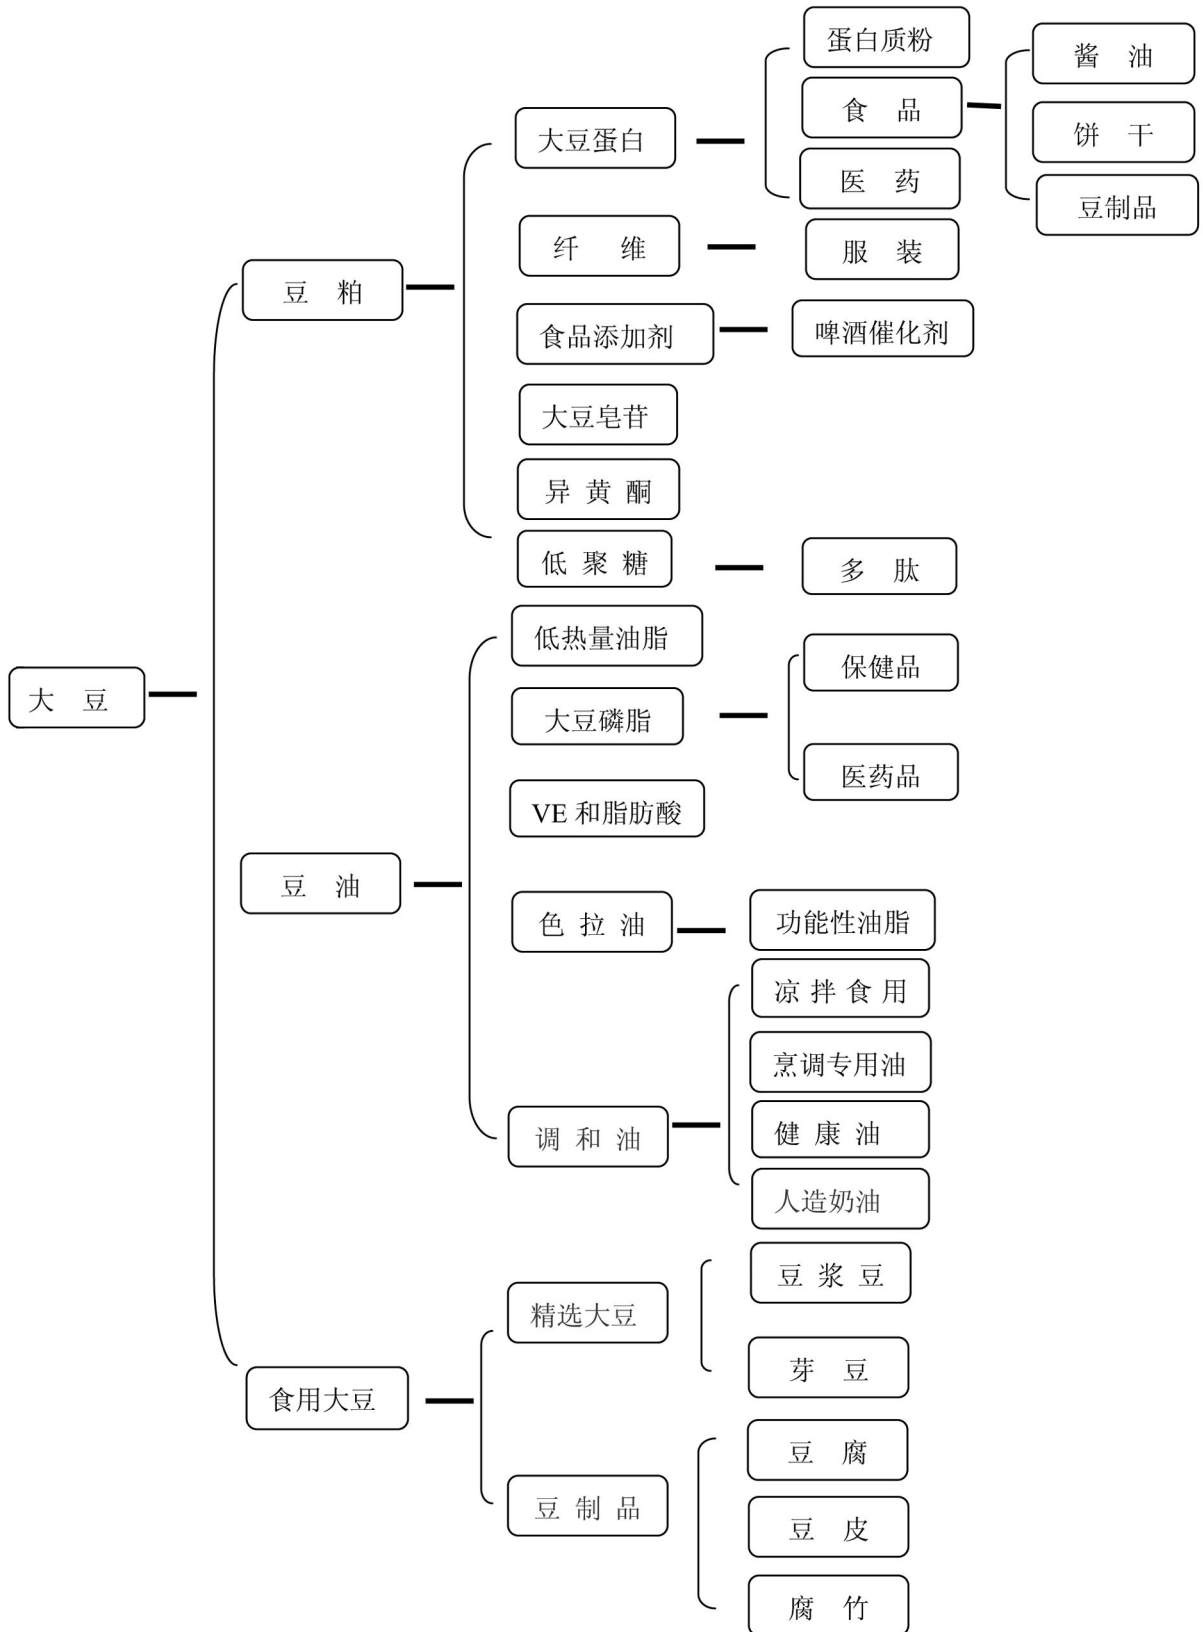 大 豆
豆 粕
大豆蛋白
蛋白质粉
食 品
酱 油
饼 干
豆制品
医 药
纤 维
服 装
食品添加剂
啤酒催化剂
大豆皂苷
异 黄 酮
低 聚 糖
多 肽
豆 油
低热量油脂
大豆磷脂
保健品
医药品
VE 和脂肪酸
色 拉 油
功能性油脂
调 和 油
凉 拌 食 用
烹调专用油
健 康 油
人造奶油
食用大豆
精选大豆
豆 浆 豆
芽 豆
豆 制 品
豆 腐
豆 皮
腐 竹